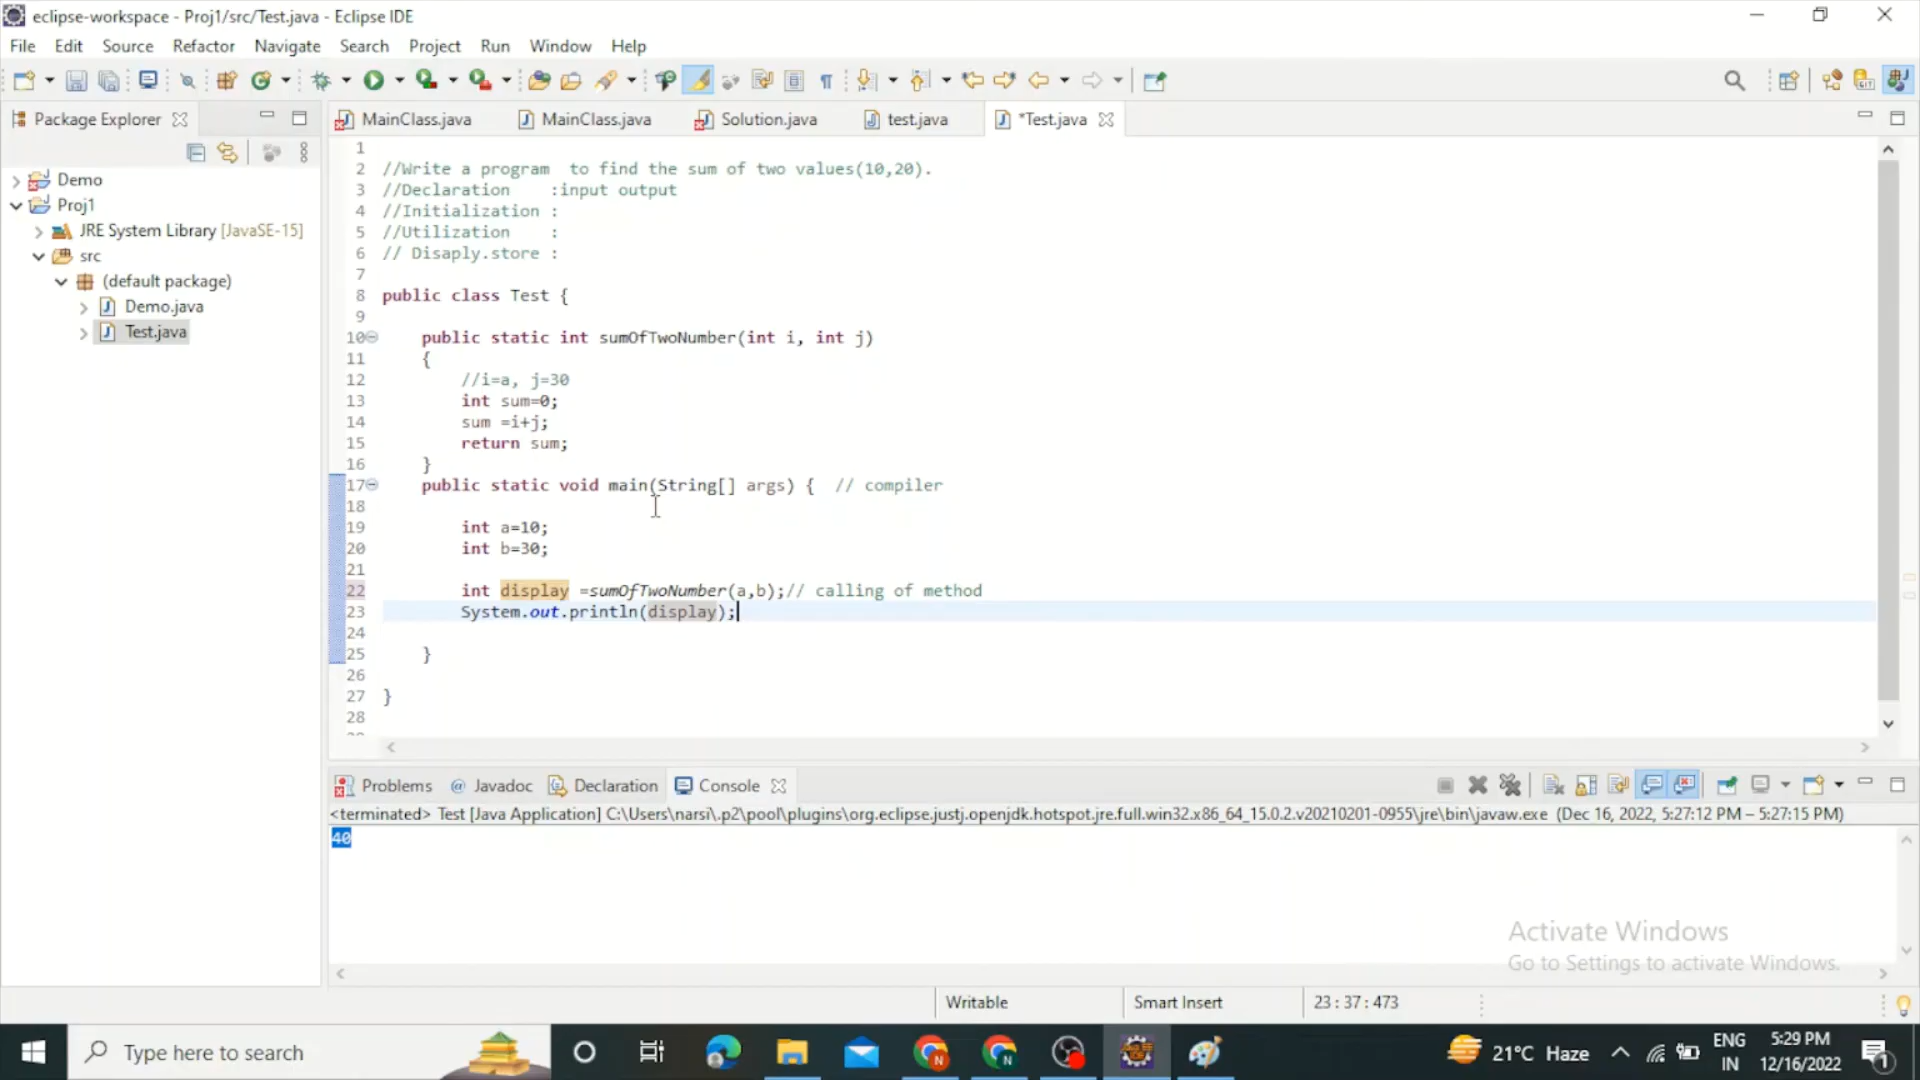 eclipse-workspace - Proj1/src/Test.java - Eclipse IDE
File Edit Source Refactor Navigate Search Project Run Window Help
Package Explorer
MainClass.java MainClass.java Solution.java test.java *Test.java
Demo
Proj1
JRE System Library [JavaSE-15]
src
(default package)
Demo.java
Test.java
1
2 //Write a program  to find the sum of two values(10,20).
3 //Declaration    :input output
4 //Initialization :
5 //Utilization    :
6 // Disaply.store :
7
8 public class Test {
9
10 public static int sumOfTwoNumber(int i, int j)
11 {
12 //i=a, j=30
13 int sum=0;
14 sum =i+j;
15 return sum;
16 }
17 public static void main(String[] args) {  // compiler
18
19 int a=10;
20 int b=30;
21
22 int display =sumOfTwoNumber(a,b);// calling of method
23 System.out.println(display);
24
25 }
26
27 }
28
Problems @ Javadoc Declaration Console
<terminated> Test [Java Application] C:\Users\narsi\.p2\pool\plugins\org.eclipse.justj.openjdk.hotspot.jre.full.win32.x86_64_15.0.2.v20210201-0955\jre\bin\javaw.exe (Dec 16, 2022, 5:27:12 PM – 5:27:15 PM)
40
Activate Windows
Go to Settings to activate Windows.
Writable Smart Insert 23 : 37 : 473
Type here to search
21°C Haze
ENG
IN
5:29 PM
12/16/2022
1